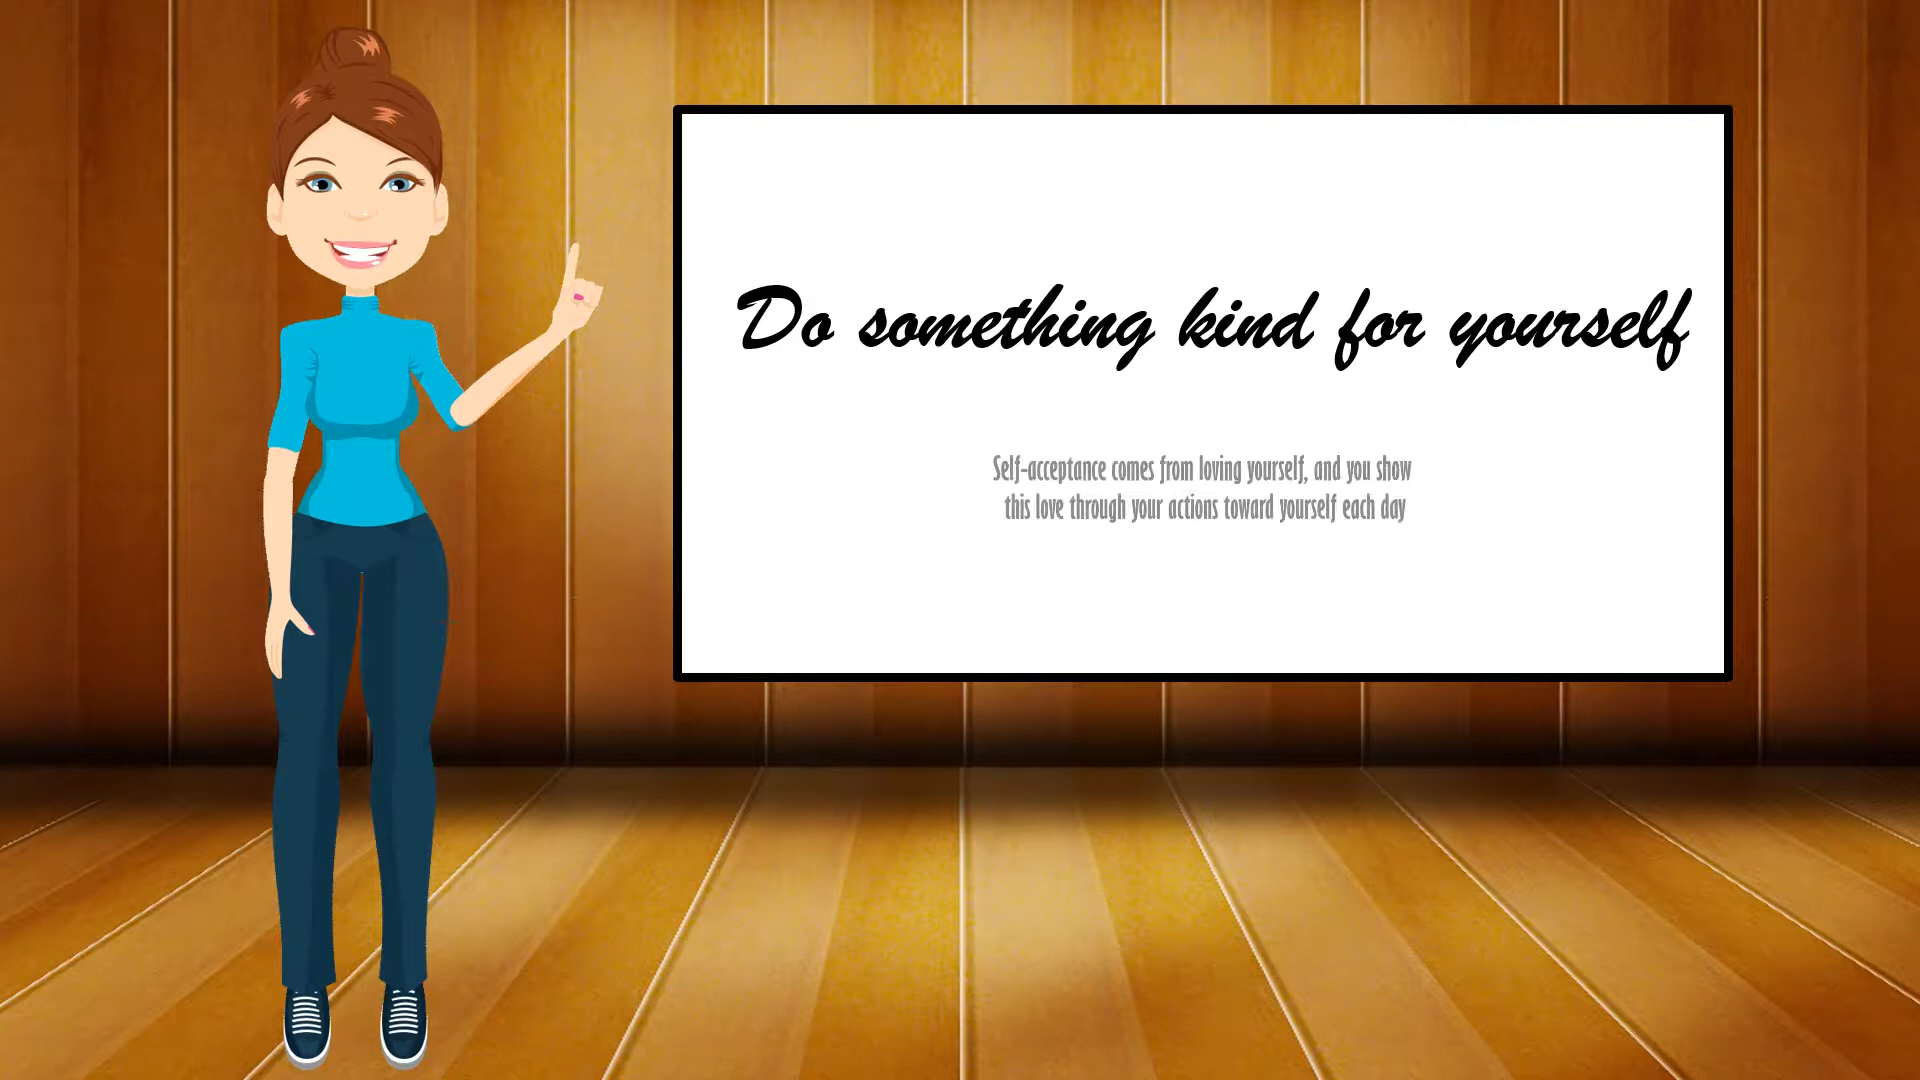 Do something kind for yourself
Self-acceptance comes from loving yourself, and you show
this love through your actions toward yourself each day